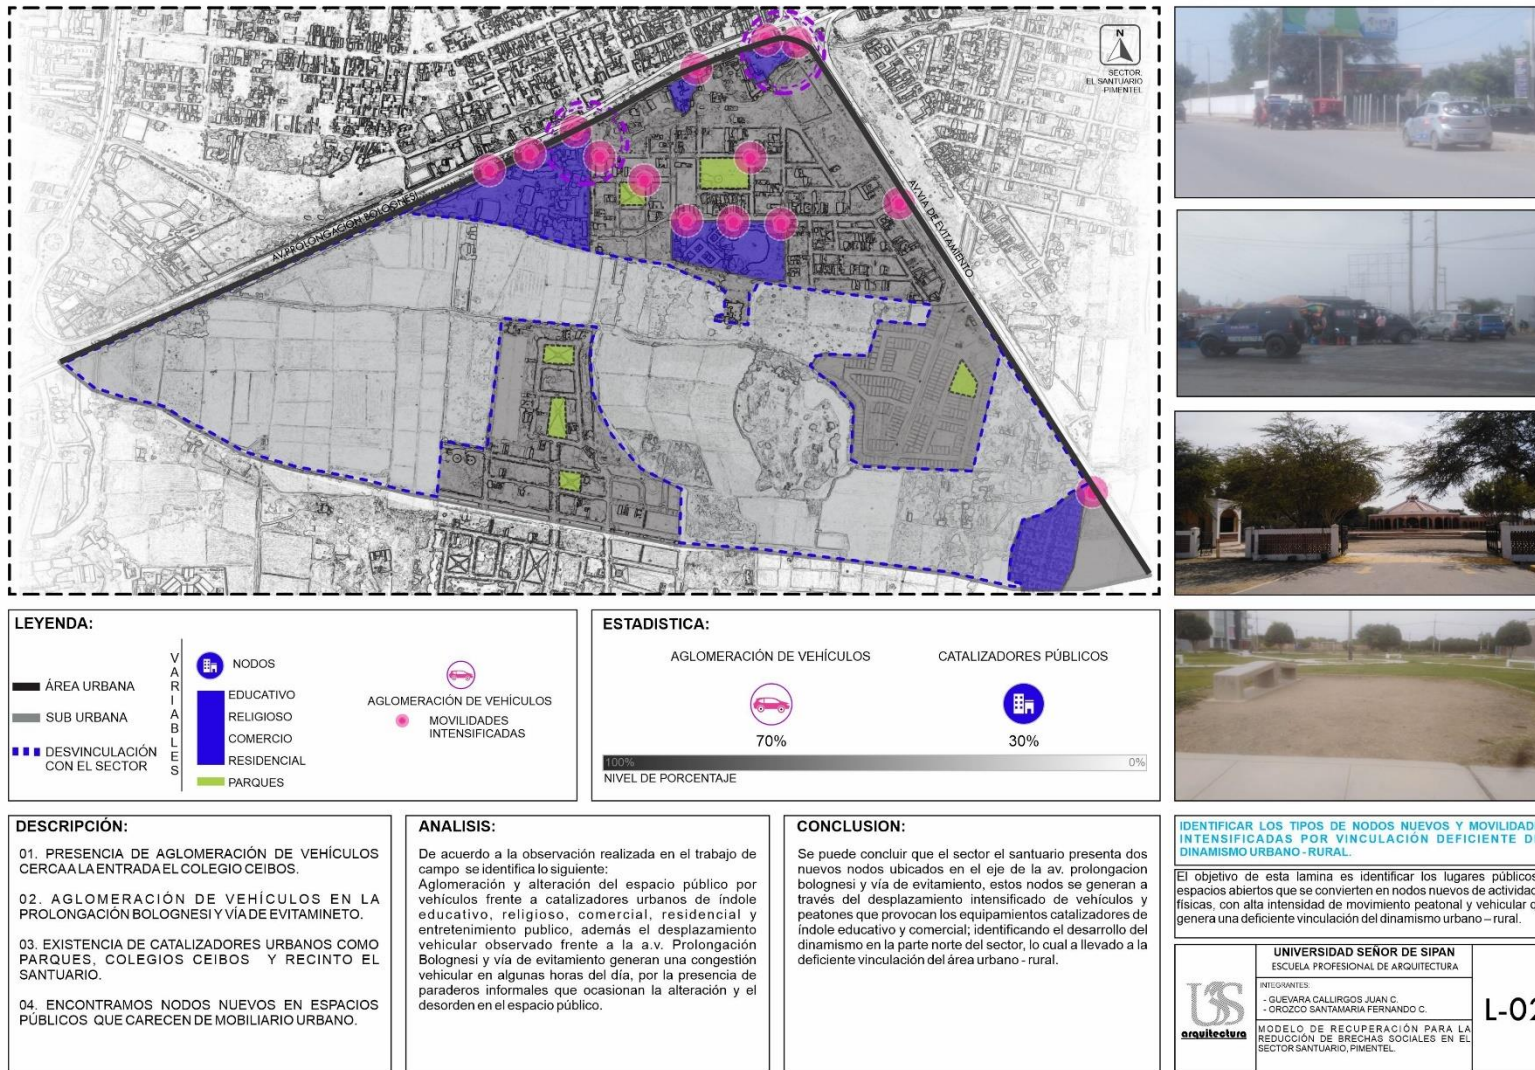 N
SECTOR.
EL SANTUARIO
-PIMENTEL
AV.PROLONGACIÓN BOLOGNESI
AV.VIA DE EVITAMIENTO
LEYENDA:
ÁREA URBANA
SUB URBANA
DESVINCULACIÓN
CON EL SECTOR
VARIABLES
NODOS
EDUCATIVO
RELIGIOSO
COMERCIO
RESIDENCIAL
PARQUES
AGLOMERACIÓN DE VEHÍCULOS
MOVILIDADES
INTENSIFICADAS
ESTADISTICA:
AGLOMERACIÓN DE VEHÍCULOS
CATALIZADORES PÚBLICOS
70%
30%
100%
0%
NIVEL DE PORCENTAJE
DESCRIPCIÓN:
01. PRESENCIA DE AGLOMERACIÓN DE VEHÍCULOS
CERCAA LA ENTRADA EL COLEGIO CEIBOS.
02. AGLOMERACIÓN DE VEHÍCULOS EN LA
PROLONGACIÓN BOLOGNESI Y VÍA DE EVITAMINETO.
03. EXISTENCIA DE CATALIZADORES URBANOS COMO
PARQUES, COLEGIOS CEIBOS Y RECINTO EL
SANTUARIO.
04. ENCONTRAMOS NODOS NUEVOS EN ESPACIOS
PÚBLICOS QUE CARECEN DE MOBILIARIO URBANO.
ANALISIS:
De acuerdo a la observación realizada en el trabajo de
campo se identifica lo siguiente:
Aglomeración y alteración del espacio público por
vehículos frente a catalizadores urbanos de índole
educativo, religioso, comercial, residencial y
entretenimiento publico, además el desplazamiento
vehicular observado frente a la a.v. Prolongación
Bolognesi y vía de evitamiento generan una congestión
vehicular en algunas horas del día, por la presencia de
paraderos informales que ocasionan la alteración y el
desorden en el espacio público.
CONCLUSION:
Se puede concluir que el sector el santuario presenta dos
nuevos nodos ubicados en el eje de la av. prolongacion
bolognesi y vía de evitamiento, estos nodos se generan a
través del desplazamiento intensificado de vehículos y
peatones que provocan los equipamientos catalizadores de
índole educativo y comercial; identificando el desarrollo del
dinamismo en la parte norte del sector, lo cual a llevado a la
deficiente vinculación del área urbano - rural.
IDENTIFICAR LOS TIPOS DE NODOS NUEVOS Y MOVILIDAD
INTENSIFICADAS POR VINCULACIÓN DEFICIENTE D
DINAMISMO URBANO - RURAL.
El objetivo de esta lamina es identificar los lugares públicos
espacios abiertos que se convierten en nodos nuevos de actividad
físicas, con alta intensidad de movimiento peatonal y vehicular q
genera una deficiente vinculación del dinamismo urbano – rural.
USS
arquitectura
UNIVERSIDAD SEÑOR DE SIPAN
ESCUELA PROFESIONAL DE ARQUITECTURA
INTEGRANTES:
- GUEVARA CALLIRGOS JUAN C.
- OROZCO SANTAMARIA FERNANDO C.
MODELO DE RECUPERACIÓN PARA LA
REDUCCIÓN DE BRECHAS SOCIALES EN EL
SECTOR SANTUARIO, PIMENTEL.
L-02